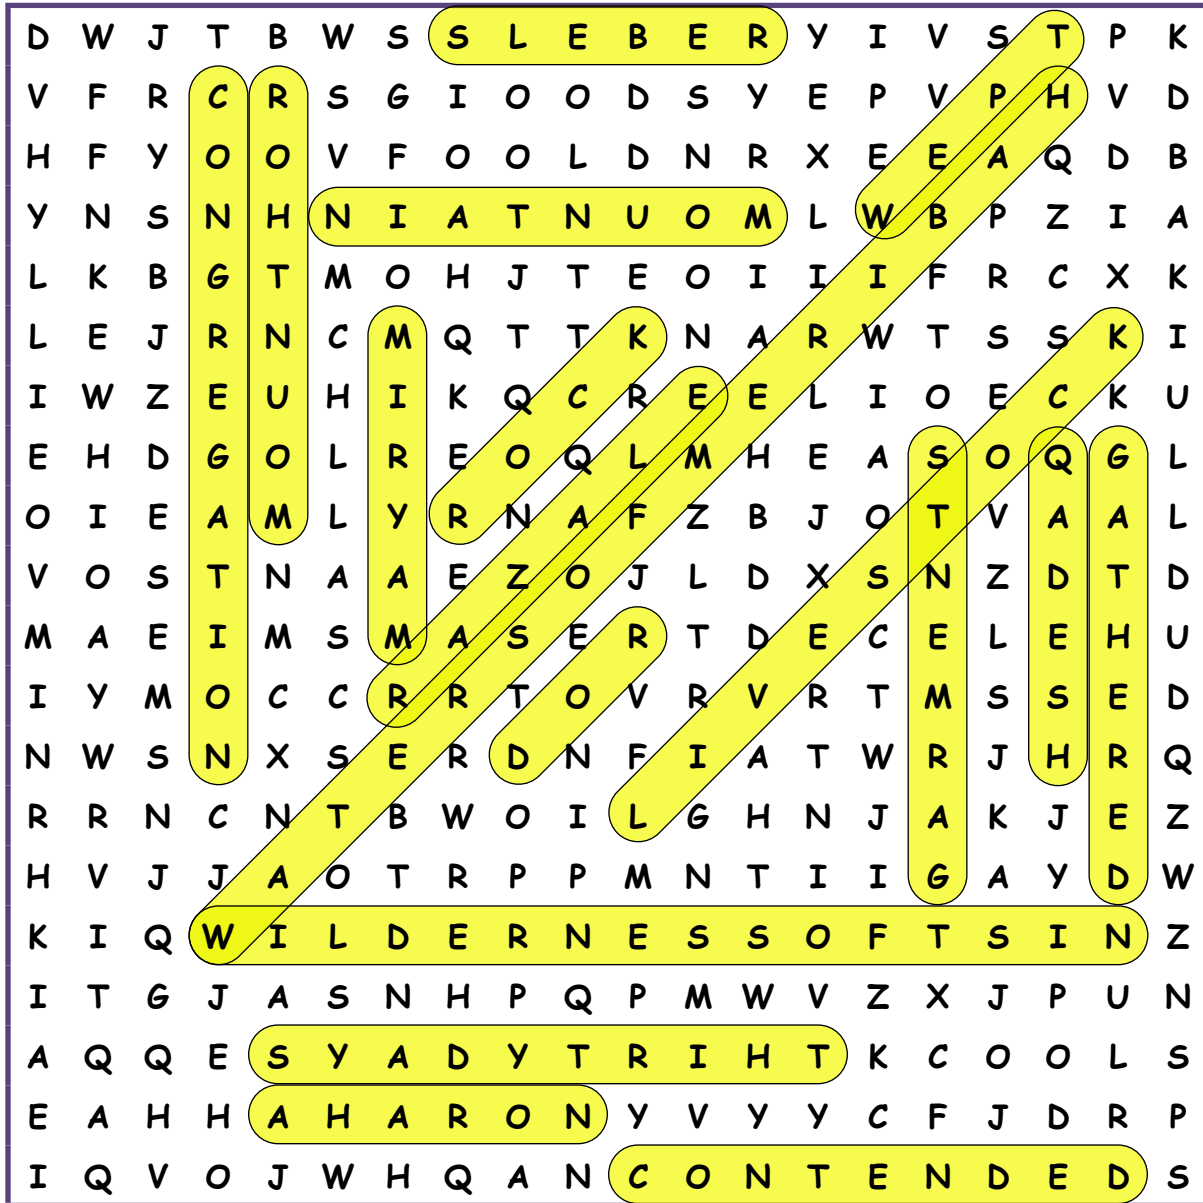 D W J T B W S S L E B E R Y I V S T P K
V F R C R S G I O O D S Y E P V P H V D
H F Y O O V F O O L D N R X E E A Q D B
Y N S N H N I A T N U O M L W B P Z I A
L K B G T M O H J T E O I I I F R C X K
L E J R N C M Q T T K N A R W T S S K I
I W Z E U H I K Q C R E E L I O E C K U
E H D G O L R E O Q L M H E A S O Q G L
O I E A M L Y R N A F Z B J O T V A A L
V O S T N A A E Z O J L D X S N Z D T D
M A E I M S M A S E R T D E C E L E H U
I Y M O C C R R T O V R V R T M S S E D
N W S N X S E R D N F I A T W R J H R Q
R R N C N T B W O I L G H N J A K J E Z
H V J J A O T R P P M N T I I G A Y D W
K I Q W I L D E R N E S S O F T S I N Z
I T G J A S N H P Q P M W V Z X J P U N
A Q Q E S Y A D Y T R I H T K C O O L S
E A H H A H A R O N Y V Y Y C F J D R P
I Q V O J W H Q A N C O N T E N D E D S